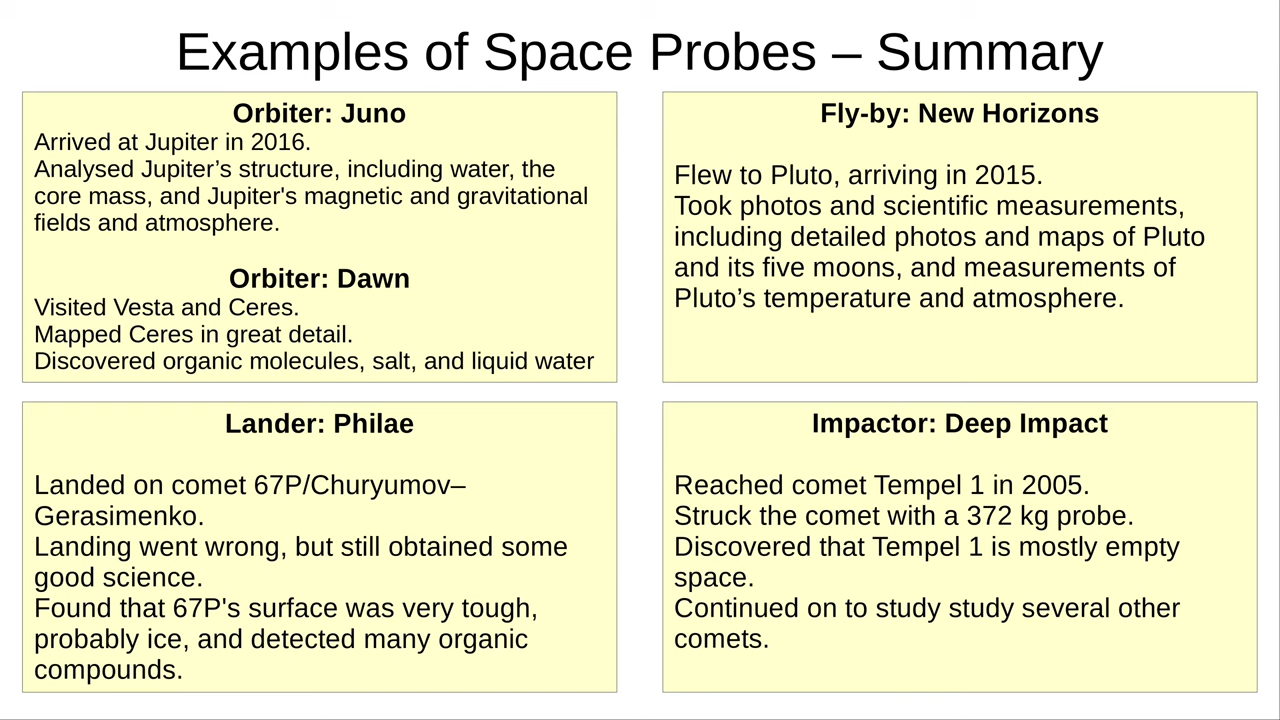 Examples of Space Probes – Summary
Orbiter: Juno
Arrived at Jupiter in 2016.
Analysed Jupiter’s structure, including water, the
core mass, and Jupiter's magnetic and gravitational
fields and atmosphere.
Orbiter: Dawn
Visited Vesta and Ceres.
Mapped Ceres in great detail.
Discovered organic molecules, salt, and liquid water
Fly-by: New Horizons
Flew to Pluto, arriving in 2015.
Took photos and scientific measurements,
including detailed photos and maps of Pluto
and its five moons, and measurements of
Pluto’s temperature and atmosphere.
Lander: Philae
Landed on comet 67P/Churyumov–
Gerasimenko.
Landing went wrong, but still obtained some
good science.
Found that 67P's surface was very tough,
probably ice, and detected many organic
compounds.
Impactor: Deep Impact
Reached comet Tempel 1 in 2005.
Struck the comet with a 372 kg probe.
Discovered that Tempel 1 is mostly empty
space.
Continued on to study study several other
comets.